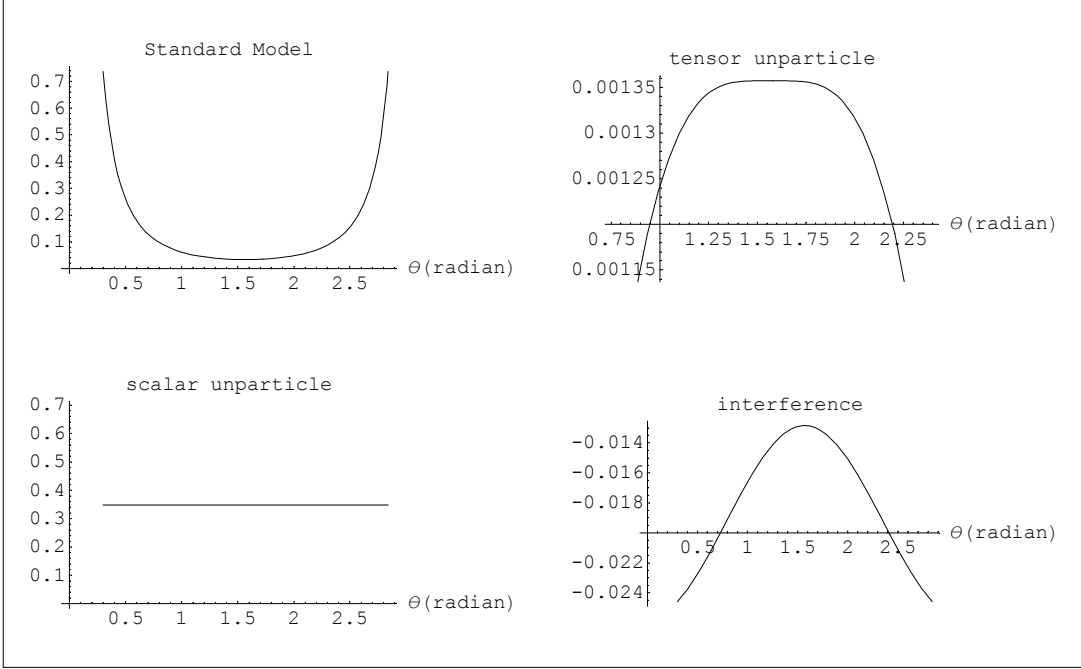 Standard Model
0.7
0.6
0.5
0.4
0.3
0.2
0.1
0.5 1 1.5 2 2.5
θ(radian)
tensor unparticle
0.00135
0.0013
0.00125
0.00115
0.75 1.25 1.5 1.75 2 2.25
θ(radian)
scalar unparticle
0.7
0.6
0.5
0.4
0.3
0.2
0.1
0.5 1 1.5 2 2.5
θ(radian)
interference
-0.014
-0.016
-0.018
-0.022
-0.024
0.5 1 1.5 2 2.5
θ(radian)